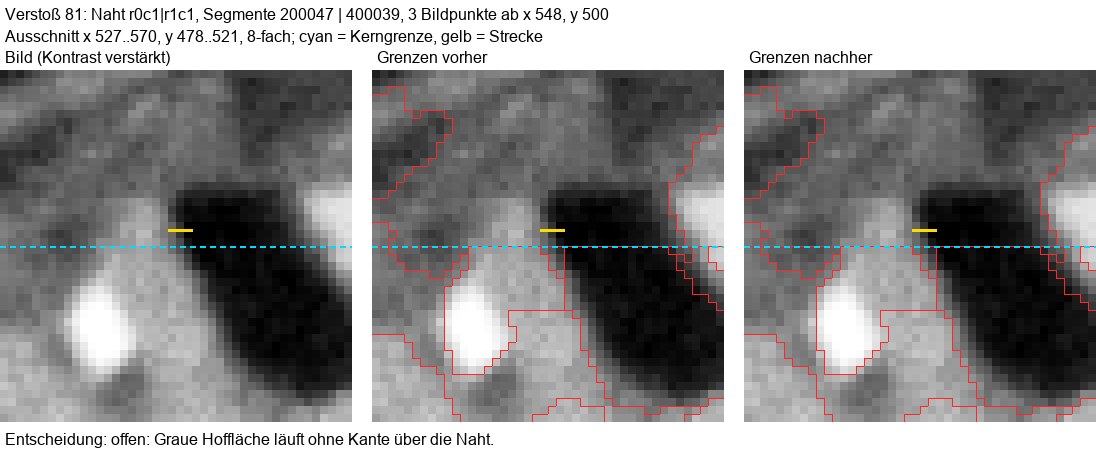 Verstoß 81: Naht r0c1|r1c1, Segmente 200047 | 400039, 3 Bildpunkte ab x 548, y 500
Ausschnitt x 527..570, y 478..521, 8-fach; cyan = Kerngrenze, gelb = Strecke
Bild (Kontrast verstärkt)
Grenzen vorher
Grenzen nachher
Entscheidung: offen: Graue Hoffläche läuft ohne Kante über die Naht.